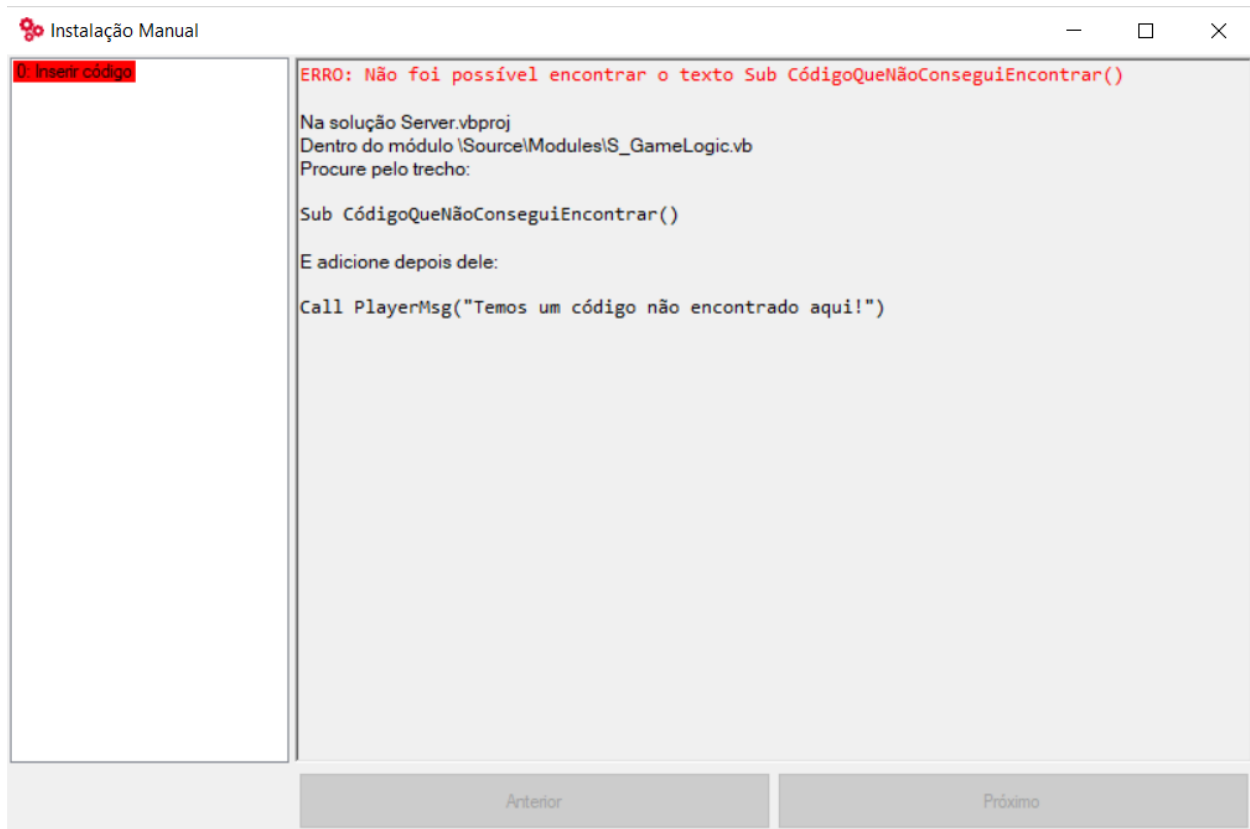 Instalação Manual
0: Inserir código
ERRO: Não foi possível encontrar o texto Sub CódigoQueNãoConseguiEncontrar()
Na solução Server.vbproj
Dentro do módulo \Source\Modules\S_GameLogic.vb
Procure pelo trecho:
Sub CódigoQueNãoConseguiEncontrar()
E adicione depois dele:
Call PlayerMsg("Temos um código não encontrado aqui!")
Anterior
Próximo